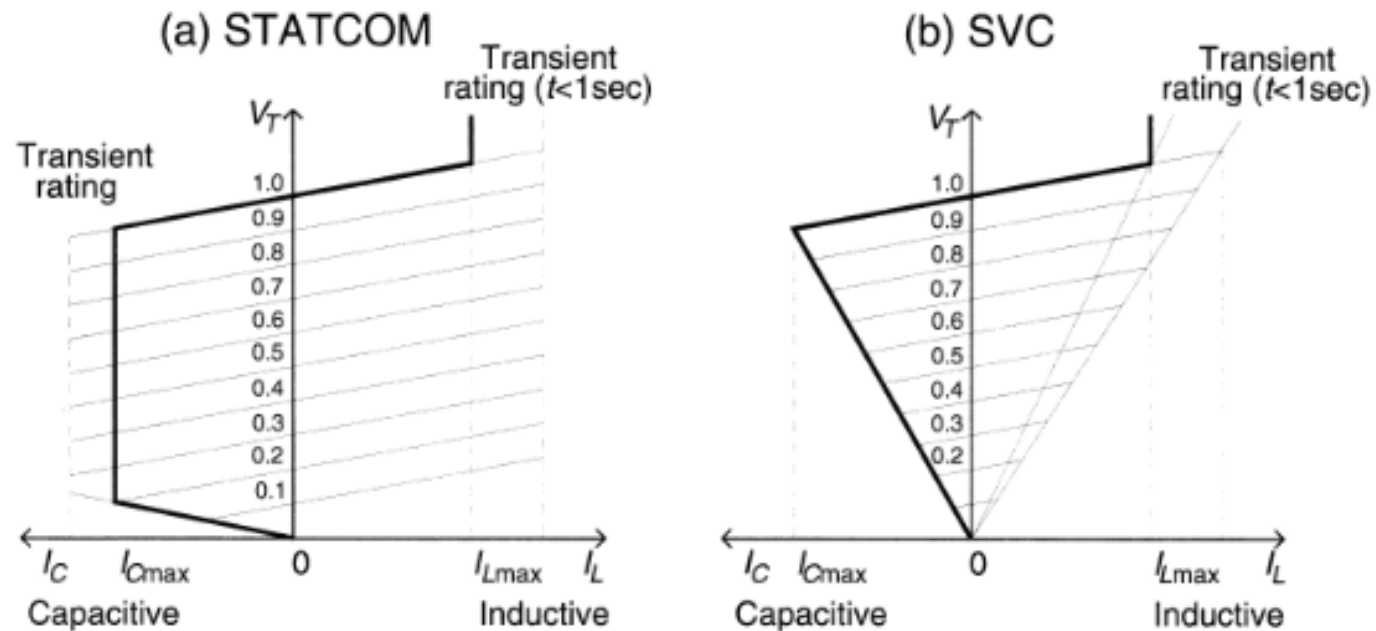 (a) STATCOM
Transient
rating (t<1sec)
V_T
Transient
rating
1.0
0.9
0.8
0.7
0.6
0.5
0.4
0.3
0.2
0.1
I_C
I_Cmax
0
I_Lmax
I_L
Capacitive
Inductive
(b) SVC
Transient
rating (t<1sec)
V_T
1.0
0.9
0.8
0.7
0.6
0.5
0.4
0.3
0.2
I_C
I_Cmax
0
I_Lmax
I_L
Capacitive
Inductive